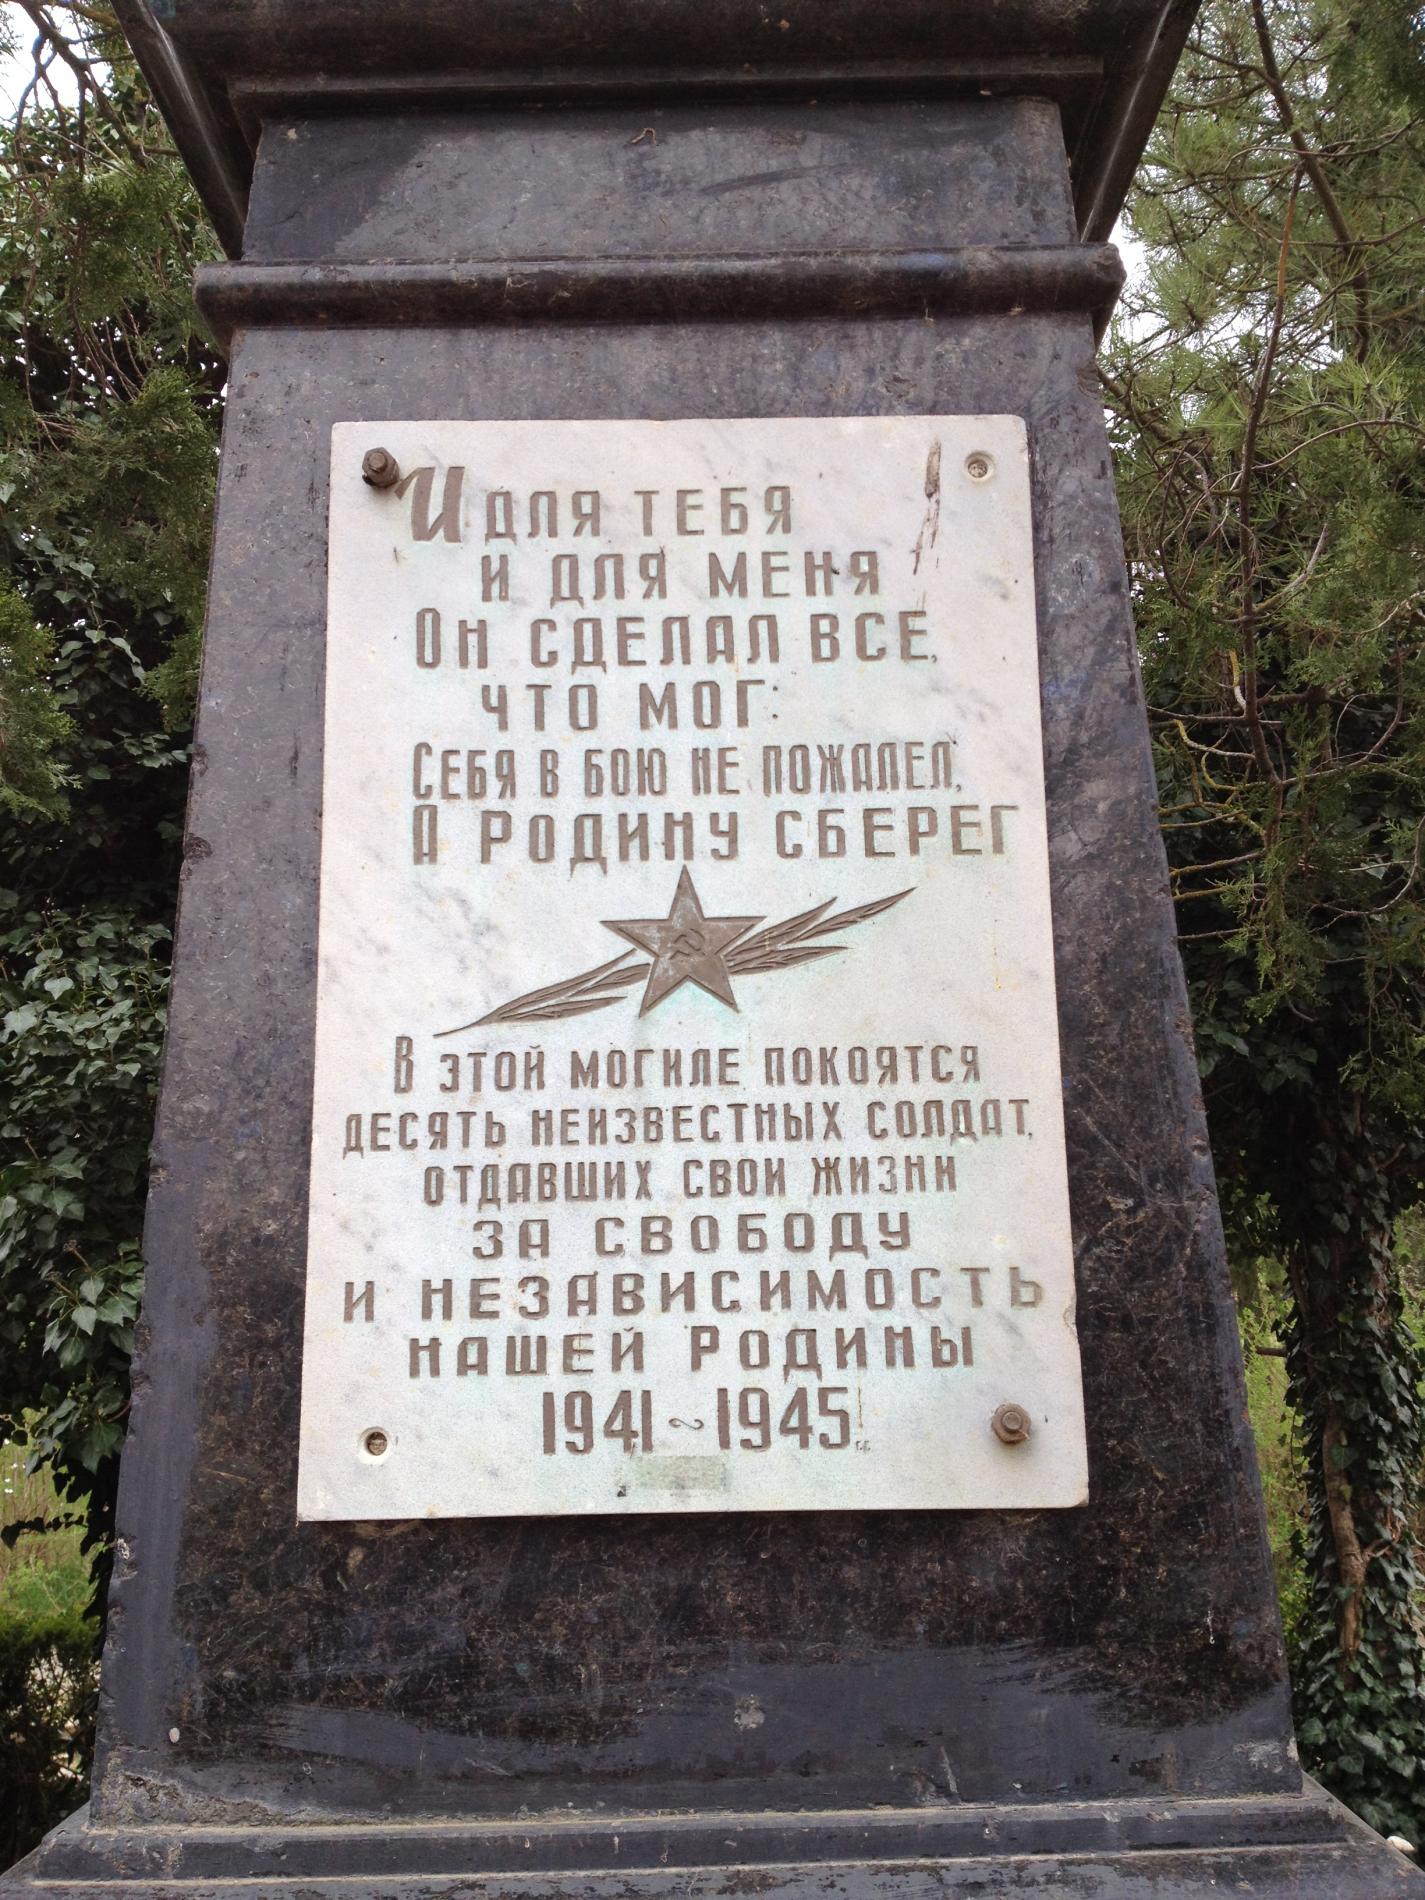 И ДЛЯ ТЕБЯ
И ДЛЯ МЕНЯ
ОН СДЕЛАЛ ВСЕ,
ЧТО МОГ:
СЕБЯ В БОЮ НЕ ПОЖАЛЕЛ,
А РОДИНУ СБЕРЕГ
В ЭТОЙ МОГИЛЕ ПОКОЯТСЯ
ДЕСЯТЬ НЕИЗВЕСТНЫХ СОЛДАТ,
ОТДАВШИХ СВОИ ЖИЗНИ
ЗА СВОБОДУ
И НЕЗАВИСИМОСТЬ
НАШЕЙ РОДИНЫ
1941~1945гг.